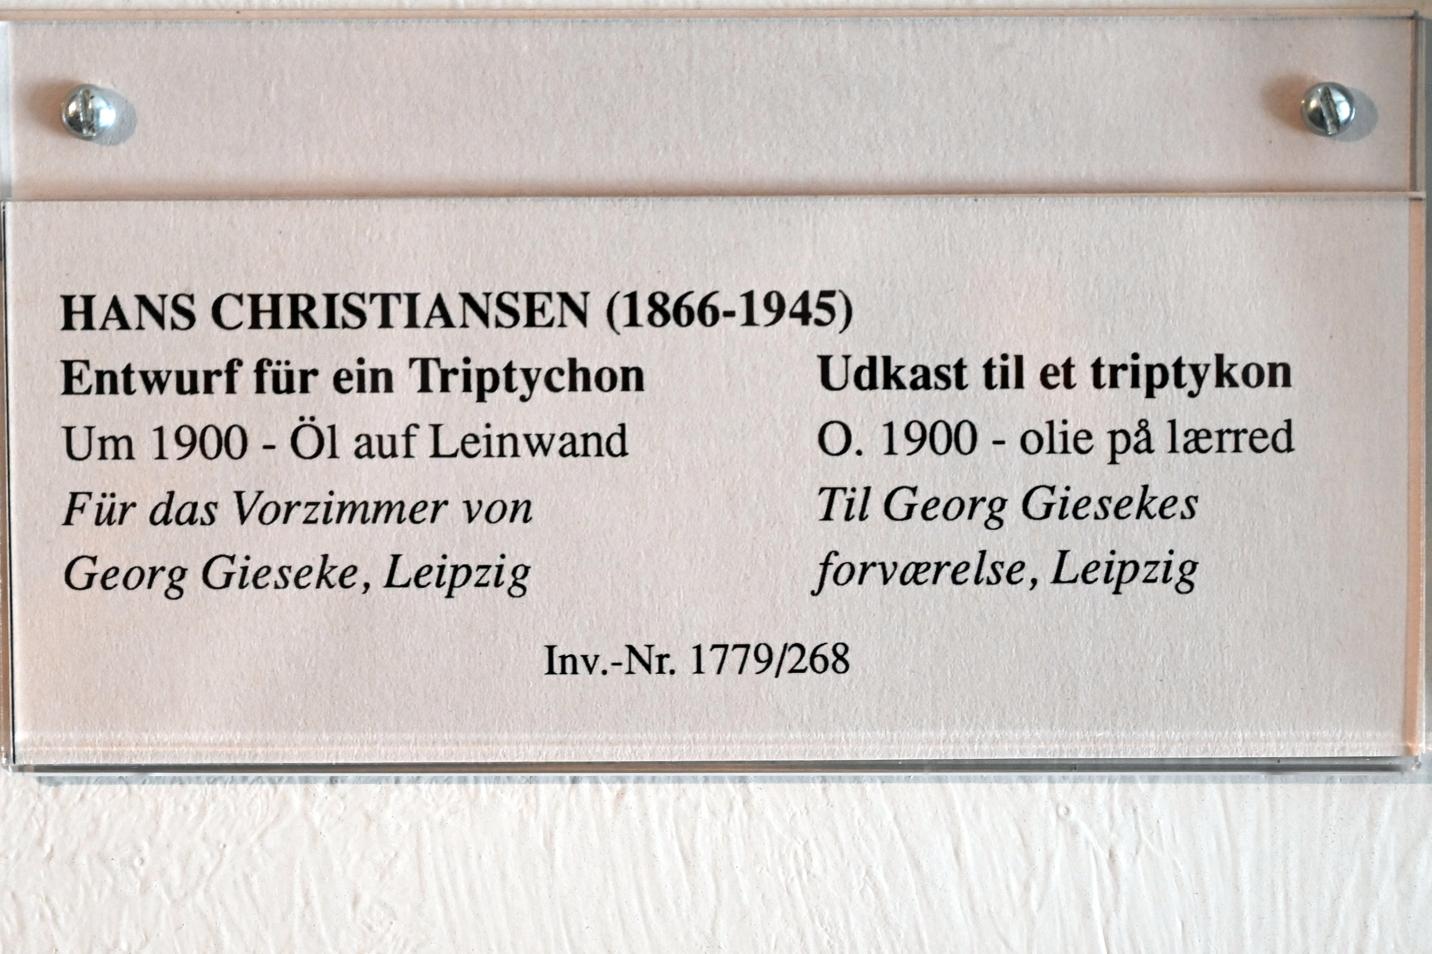 HANS CHRISTIANSEN (1866-1945)
Entwurf für ein Triptychon
Um 1900 - Öl auf Leinwand
Für das Vorzimmer von
Georg Gieseke, Leipzig
Udkast til et triptykon
O. 1900 - olie på lærred
Til Georg Giesekes
forværelse, Leipzig
Inv.-Nr. 1779/268